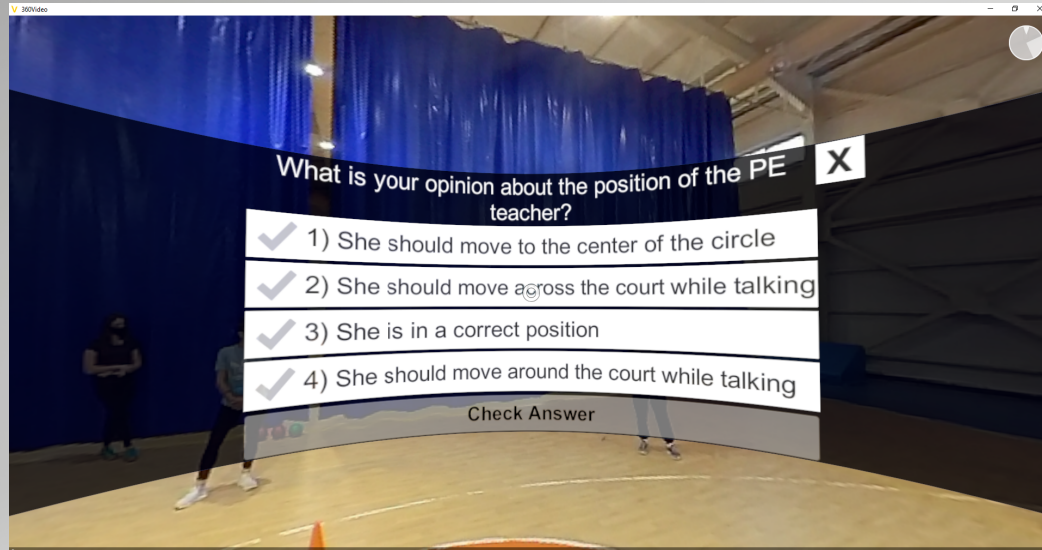 360Video
X
What is your opinion about the position of the PE
teacher?
1) She should move to the center of the circle
2) She should move across the court while talking
3) She is in a correct position
4) She should move around the court while talking
Check Answer